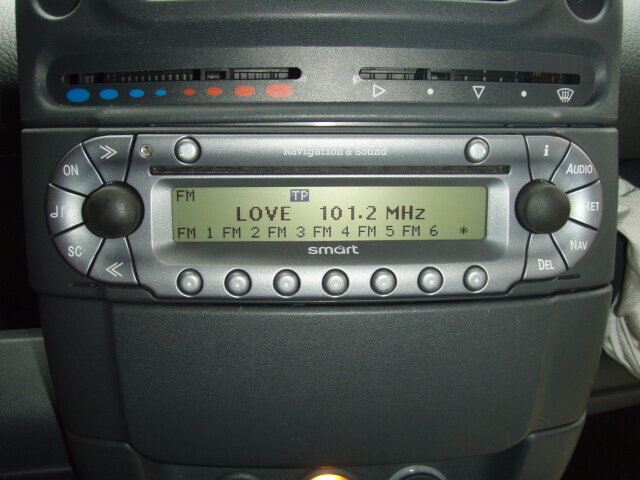 Navigation & Sound
ON
SC
i
AUDIO
RET
NAV
DEL
FM TP
LOVE 101.2 MHz
FM 1 FM 2 FM 3 FM 4 FM 5 FM 6 *
smart